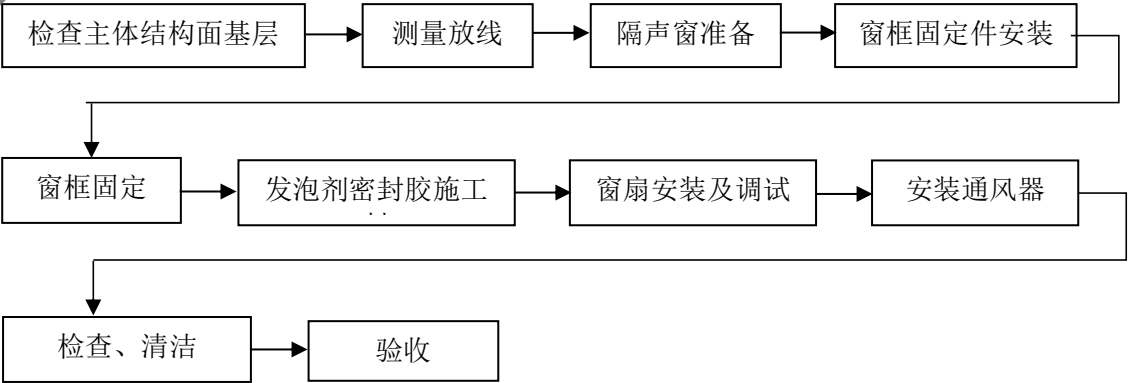 检查主体结构面基层
测量放线
隔声窗准备
窗框固定件安装
窗框固定
发泡剂密封胶施工
窗扇安装及调试
安装通风器
检查、清洁
验收